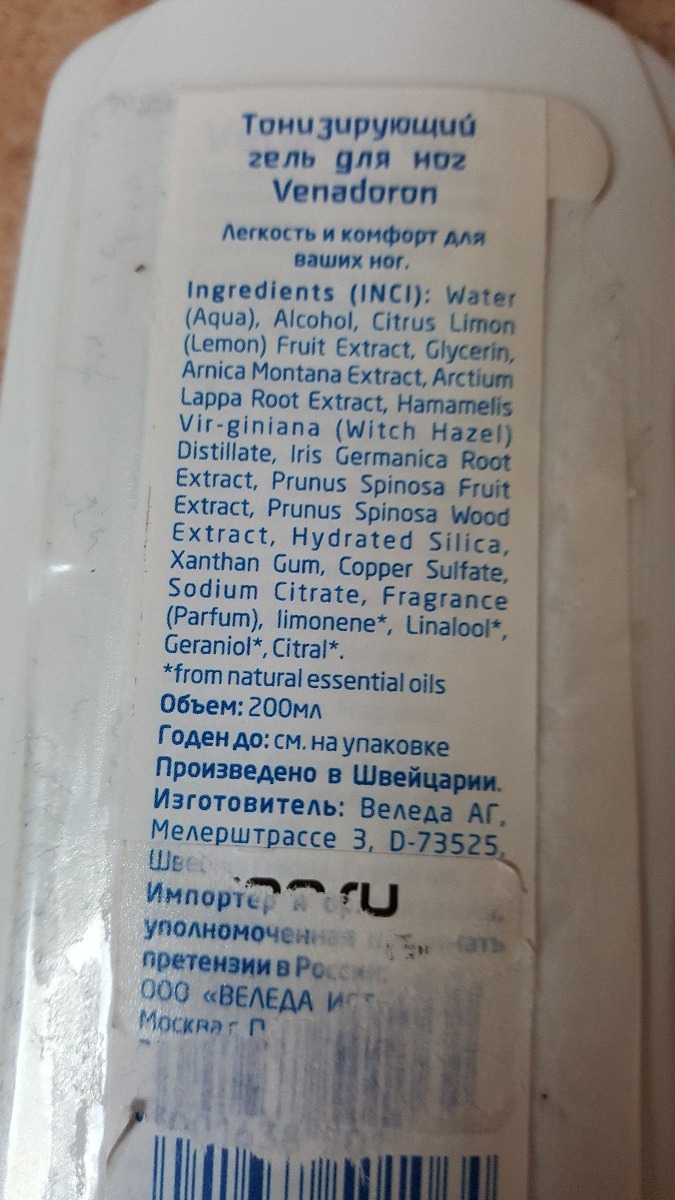 Тонизирующий
гель для ног
Venadoron
Легкость и комфорт для
ваших ног.
Ingredients (INCI): Water
(Aqua), Alcohol, Citrus Limon
(Lemon) Fruit Extract, Glycerin,
Arnica Montana Extract, Arctium
Lappa Root Extract, Hamamelis
Vir-giniana (Witch Hazel)
Distillate, Iris Germanica Root
Extract, Prunus Spinosa Fruit
Extract, Prunus Spinosa Wood
Extract, Hydrated Silica,
Xanthan Gum, Copper Sulfate,
Sodium Citrate, Fragrance
(Parfum), limonene*, Linalool*,
Geraniol*, Citral*.
*from natural essential oils
Объем: 200мл
Годен до: см. на упаковке
Произведено в Швейцарии.
Изготовитель: Веледа АГ,
Мелерштрассе 3, D-73525,
Импортер и
уполномоченная
претензии в России:
ООО «ВЕЛЕДА
Москва г.